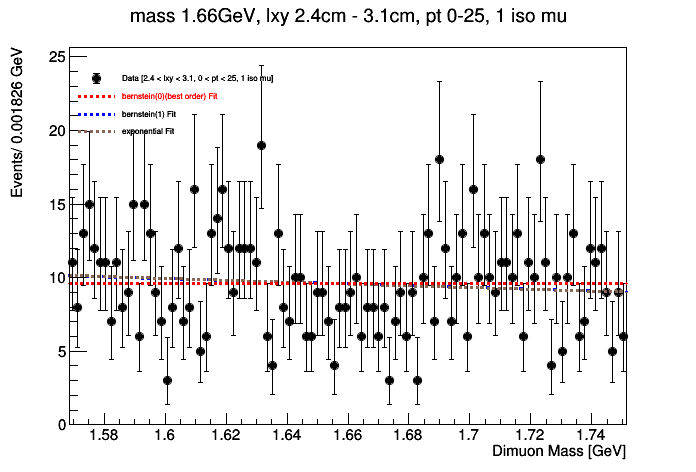 mass 1.66GeV, lxy 2.4cm - 3.1cm, pt 0-25, 1 iso mu
Events/ 0.001826 GeV
25
20
15
10
5
0
Data [2.4 < lxy < 3.1, 0 < pt < 25, 1 iso mu]
bernstein(0)(best order) Fit
bernstein(1) Fit
exponential Fit
1.58 1.6 1.62 1.64 1.66 1.68 1.7 1.72 1.74
Dimuon Mass [GeV]